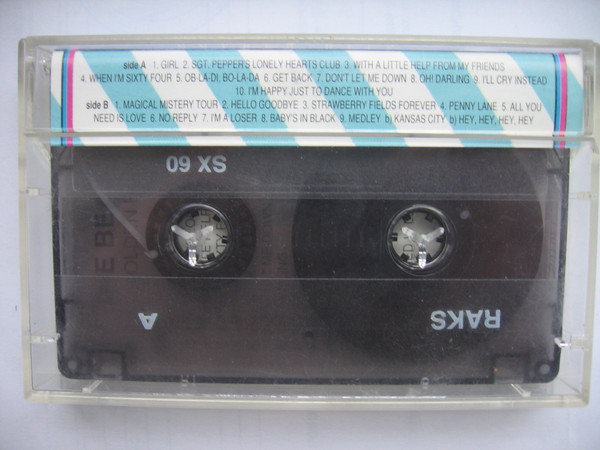 side A 1. GIRL 2. SGT. PEPPER'S LONELY HEARTS CLUB 3. WITH A LITTLE HELP FROM MY FRIENDS
4. WHEN I'M SIXTY FOUR 5. OB-LA-DI, BO-LA-DA 6. GET BACK 7. DON'T LET ME DOWN 8. OH! DARLING 9. I'LL CRY INSTEAD
10. I'M HAPPY JUST TO DANCE WITH YOU
side B 1. MAGICAL MISTERY TOUR 2. HELLO GOODBYE 3. STRAWBERRY FIELDS FOREVER 4. PENNY LANE 5. ALL YOU
NEED IS LOVE 6. NO REPLY 7. I'M A LOSER 8. BABY'S IN BLACK 9. MEDLEY b) KANSAS CITY b) HEY, HEY, HEY, HEY
SX 60
A
RAKS